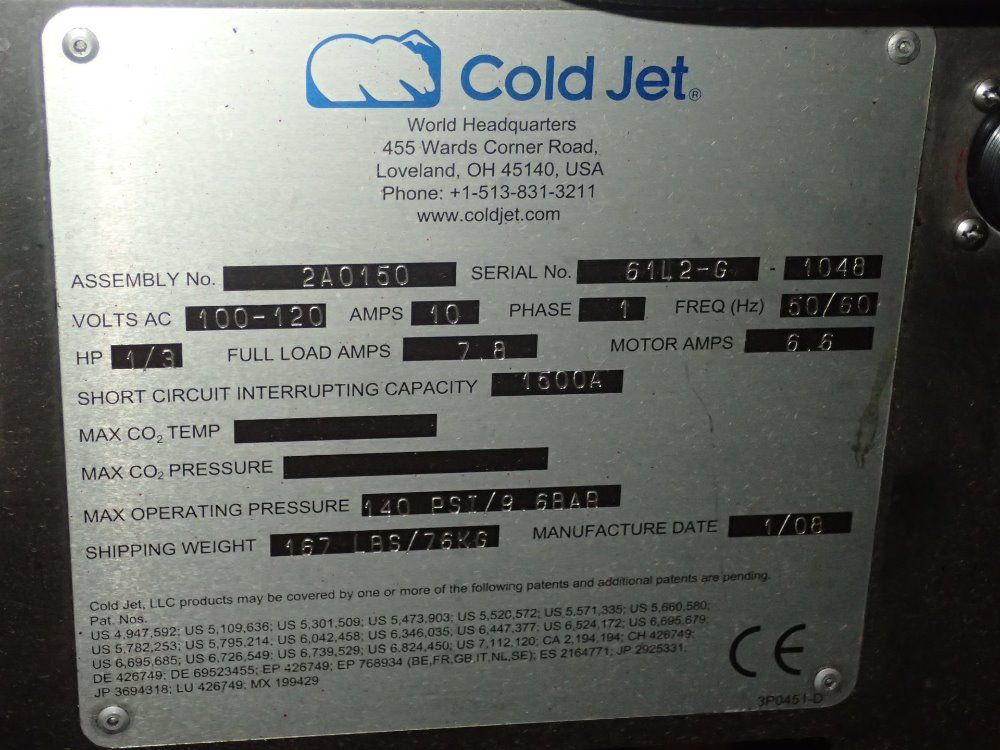 Cold Jet®
World Headquarters
455 Wards Corner Road,
Loveland, OH 45140, USA
Phone: +1-513-831-3211
www.coldjet.com
ASSEMBLY No. 2A0150 SERIAL No. 61L2-G - 1048
VOLTS AC 100-120 AMPS 10 PHASE 1 FREQ (Hz) 50/60
HP 1/3 FULL LOAD AMPS 7.8 MOTOR AMPS 6.6
SHORT CIRCUIT INTERRUPTING CAPACITY 1500A
MAX CO₂ TEMP
MAX CO₂ PRESSURE
MAX OPERATING PRESSURE 140 PSI/9.6BAR
SHIPPING WEIGHT 167 LBS/76KG MANUFACTURE DATE 1/08
Cold Jet, LLC products may be covered by one or more of the following patents and additional patents are pending.
Pat. Nos.
US 4,947,592; US 5,109,636; US 5,301,509; US 5,473,903; US 5,520,572; US 5,571,335; US 5,660,580;
US 5,782,253; US 5,795,214; US 6,042,458; US 6,346,035; US 6,447,377; US 6,524,172; US 6,695,679;
US 6,695,685; US 6,726,549; US 6,739,529; US 6,824,450; US 7,112,120; CA 2,194,194; CH 426749;
DE 426749; DE 69523455; EP 426749; EP 768934 (BE,FR,GB,IT,NL,SE); ES 2164771; JP 2925331;
JP 3694318; LU 426749; MX 199429
CE
3P0451-D